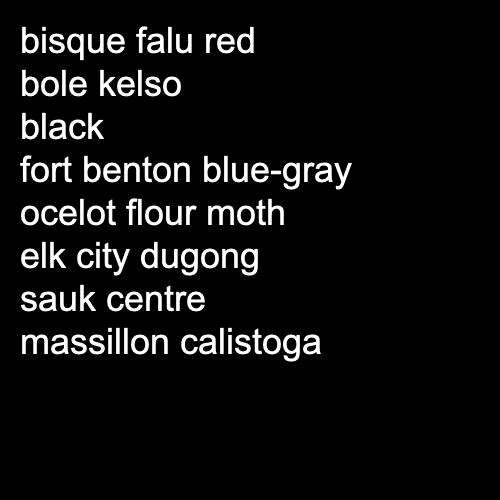 bisque falu red
bole kelso
black
fort benton blue-gray
ocelot flour moth
elk city dugong
sauk centre
massillon calistoga